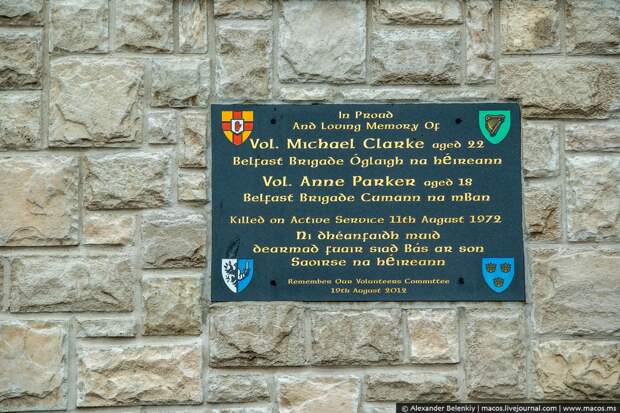 In Proud
And Loving Memory Of
Vol. Michael Clarke aged 22
Belfast Brigade Óglaigh na hÉireann
Vol. Anne Parker aged 18
Belfast Brigade Cumann na mBan
Killed on Active Service 11th August 1972
Ní dhéanfaidh muid
dearmad fuair siad Bás ar son
Saoirse na hÉireann
Remember Our Volunteers Committee
19th August 2012
© Alexander Belenkiy | macos.livejournal.com | www.macos.ms